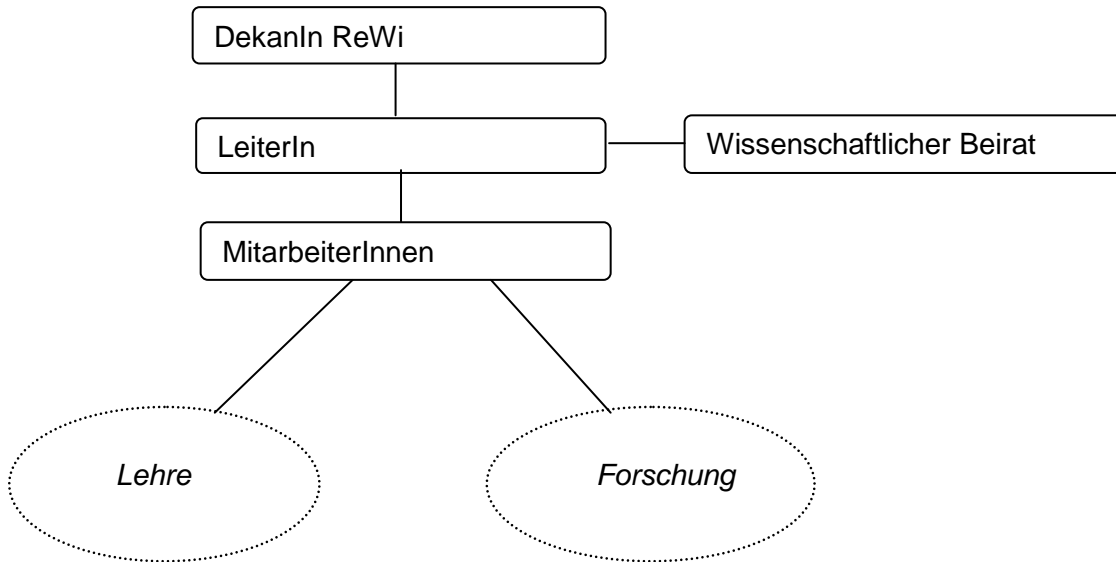 DekanIn ReWi
LeiterIn
Wissenschaftlicher Beirat
MitarbeiterInnen
Lehre
Forschung